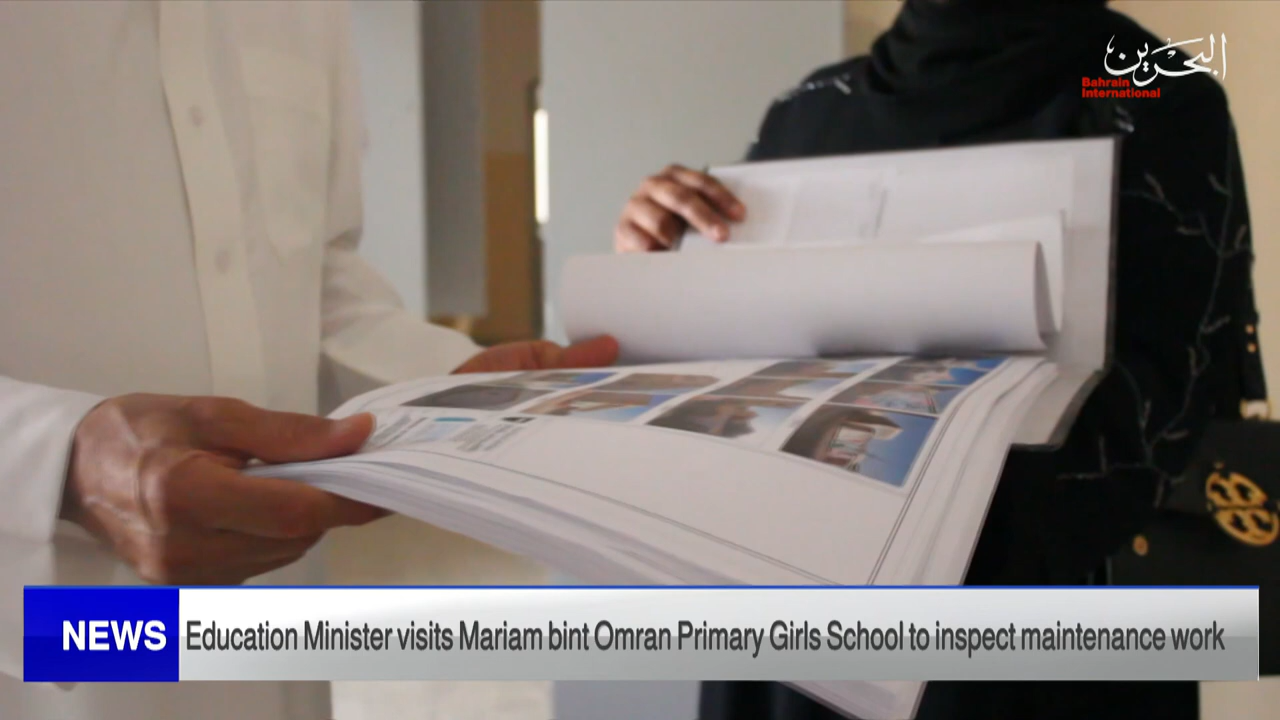 البحرين
Bahrain
International
NEWS
Education Minister visits Mariam bint Omran Primary Girls School to inspect maintenance work